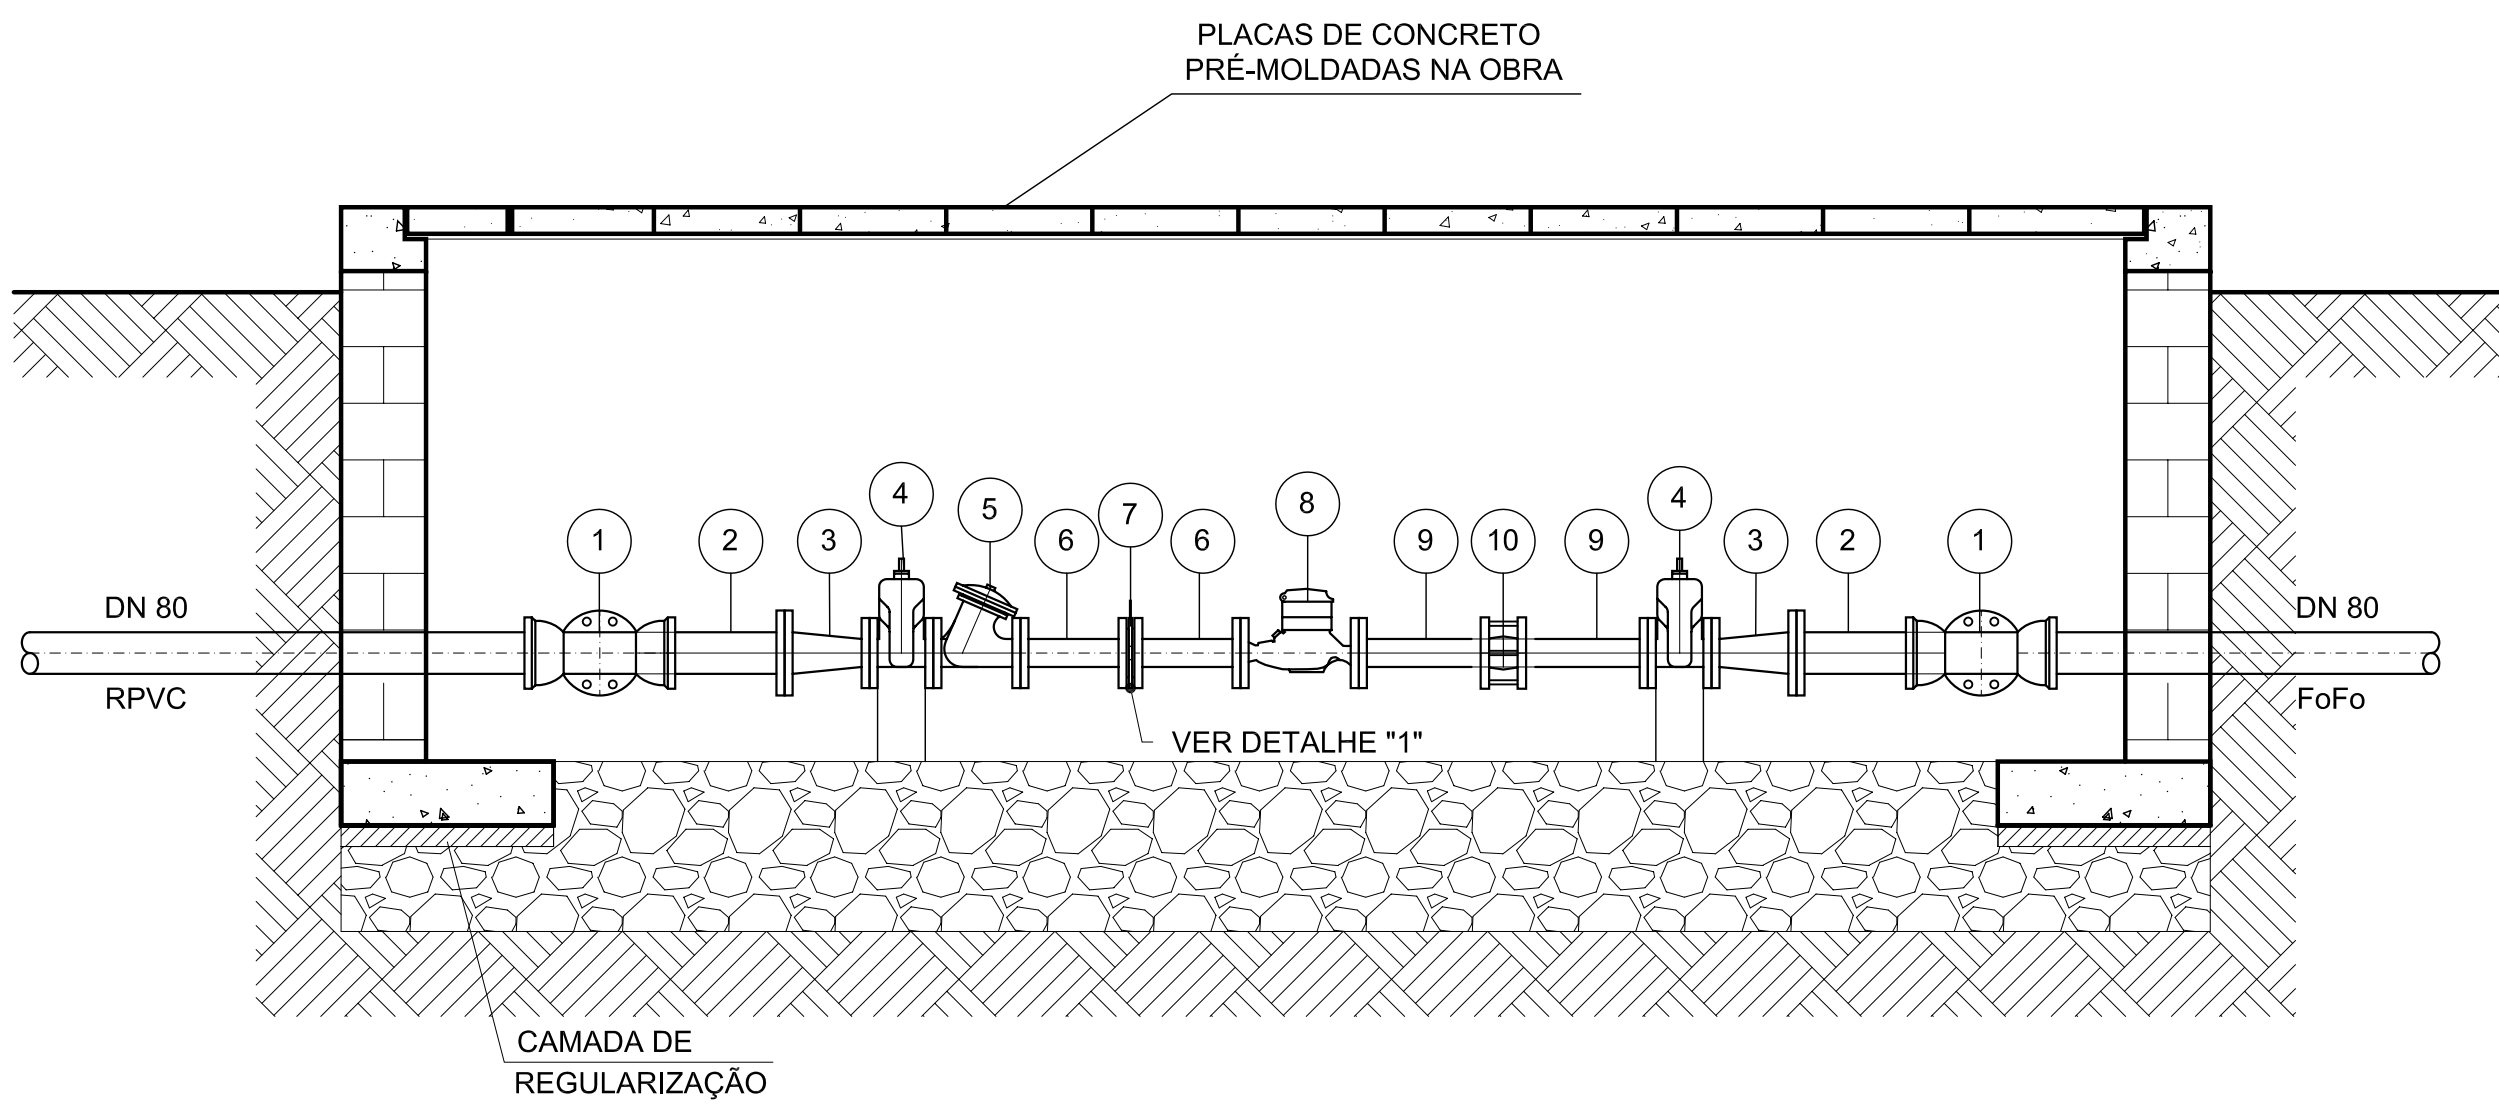 PLACAS DE CONCRETO
PRÉ-MOLDADAS NA OBRA
4
5
7
8
4
1
2
3
6
6
9
10
9
3
2
1
DN 80
DN 80
RPVC
FoFo
VER DETALHE "1"
CAMADA DE
REGULARIZAÇÃO